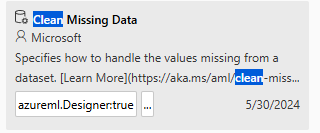 Clean Missing Data
Microsoft
Specifies how to handle the values missing from a
dataset. [Learn More](https://aka.ms/aml/clean-miss...
azureml.Designer:true ... 5/30/2024